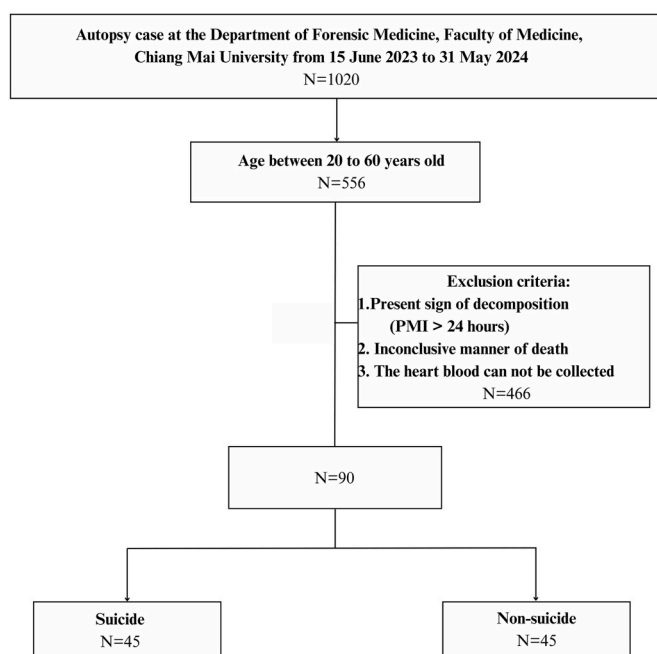 Autopsy case at the Department of Forensic Medicine, Faculty of Medicine,
Chiang Mai University from 15 June 2023 to 31 May 2024
N=1020
Age between 20 to 60 years old
N=556
Exclusion criteria:
1.Present sign of decomposition
(PMI > 24 hours)
2. Inconclusive manner of death
3. The heart blood can not be collected
N=466
N=90
Suicide
N=45
Non-suicide
N=45